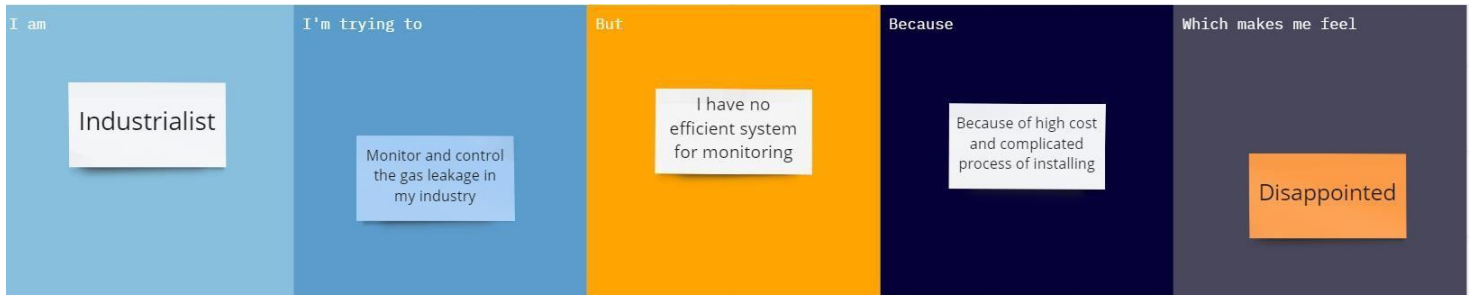 I am
Industrialist
I'm trying to
Monitor and control
the gas leakage in
my industry
But
I have no
efficient system
for monitoring
Because
Because of high cost
and complicated
process of installing
Which makes me feel
Disappointed